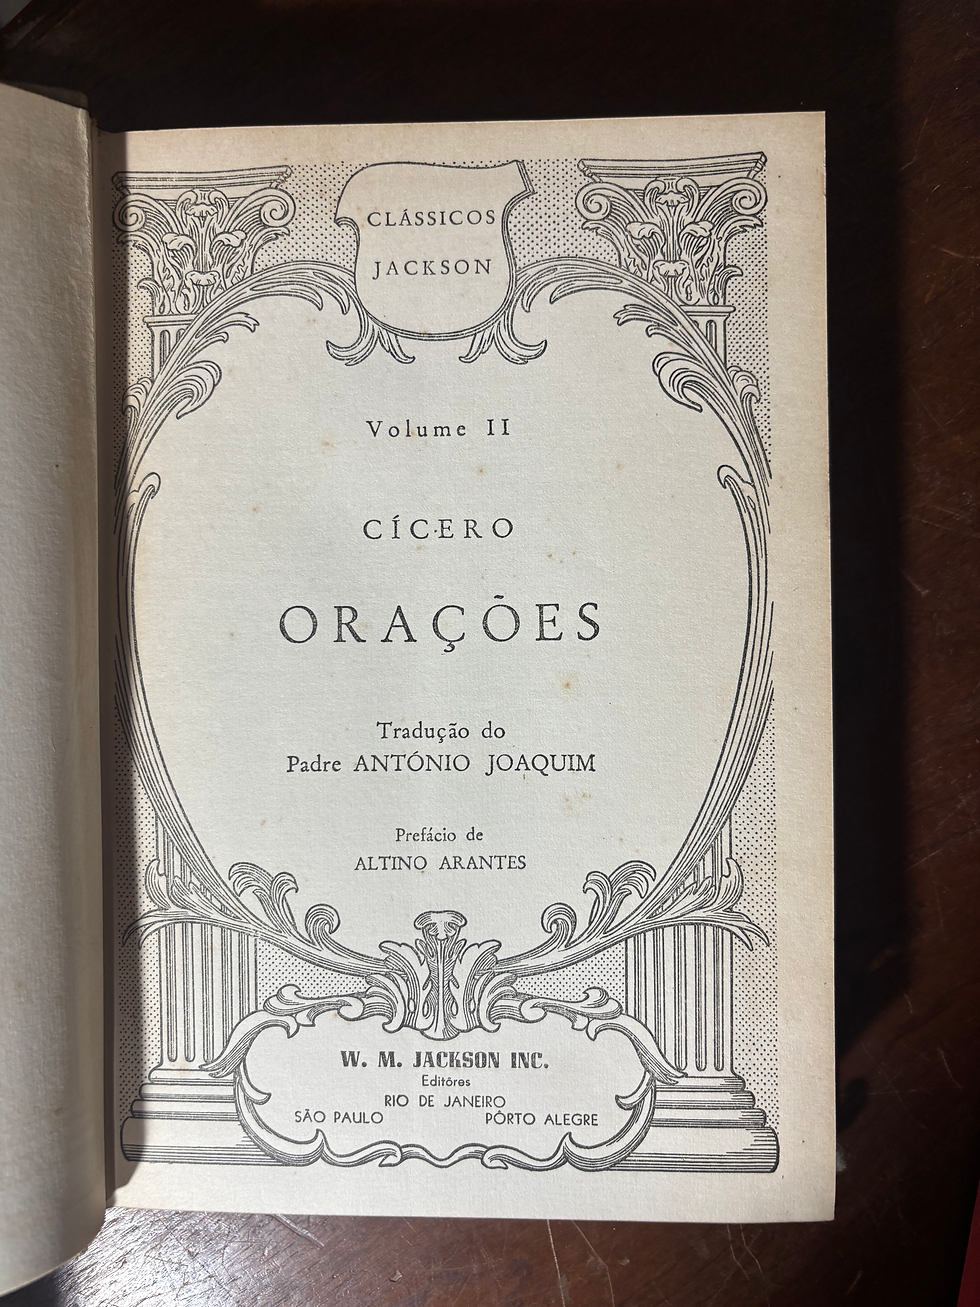 CLÁSSICOS
JACKSON
Volume II
CÍCERO
ORAÇÕES
Tradução do
Padre ANTÓNIO JOAQUIM
Prefácio de
ALTINO ARANTES
W. M. JACKSON INC.
Editôres
RIO DE JANEIRO
SÃO PAULO PÔRTO ALEGRE